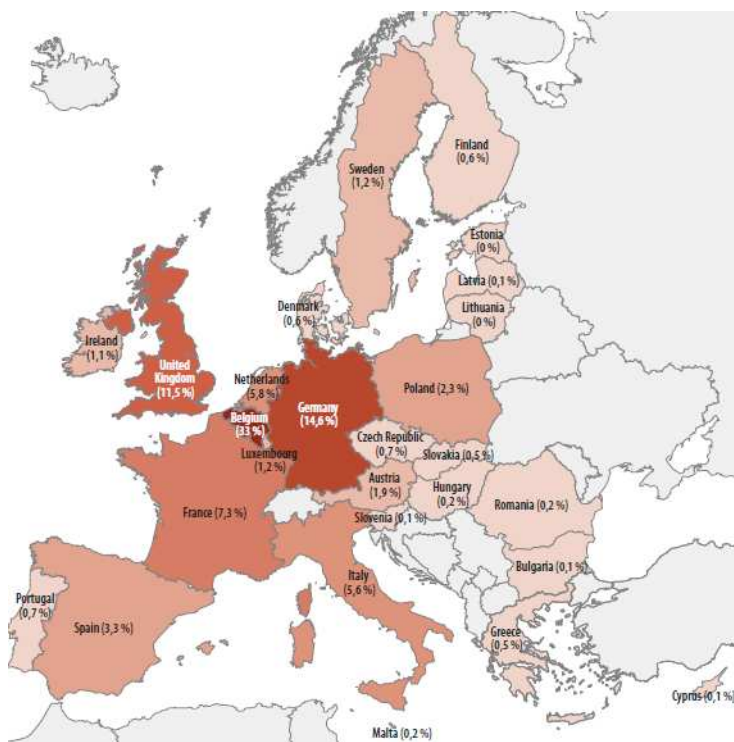 Finland
(0,6 %)
Sweden
(1,2 %)
Estonia
(0 %)
Latvia (0,1 %)
Lithuania
(0 %)
Denmark
(0,6 %)
Ireland
(1,1 %)
United
Kingdom
(11,5 %)
Netherlands
(5,8 %)
Germany
(14,6 %)
Poland (2,3 %)
Belgium
(33 %)
Luxembourg
(1,2 %)
Czech Republic
(0,7 %)
Slovakia (0,5 %)
Austria
(1,9 %)
Hungary
(0,2 %)
Romania (0,2 %)
France (7,3 %)
Slovenia (0,1 %)
Italy
(5,6 %)
Bulgaria
(0,1 %)
Portugal
(0,7 %)
Spain (3,3 %)
Greece
(0,5 %)
Cyprus (0,1 %)
Malta (0,2 %)